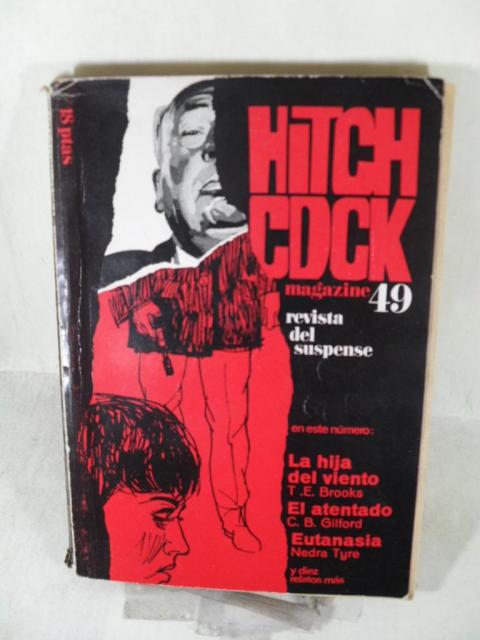 18 ptas
HiTCH
COCK
magazine 49
revista
del
suspense
en este número:
La hija
del viento
T.E. Brooks
El atentado
C. B. Gilford
Eutanasia
Nedra Tyre
y diez
relatos más